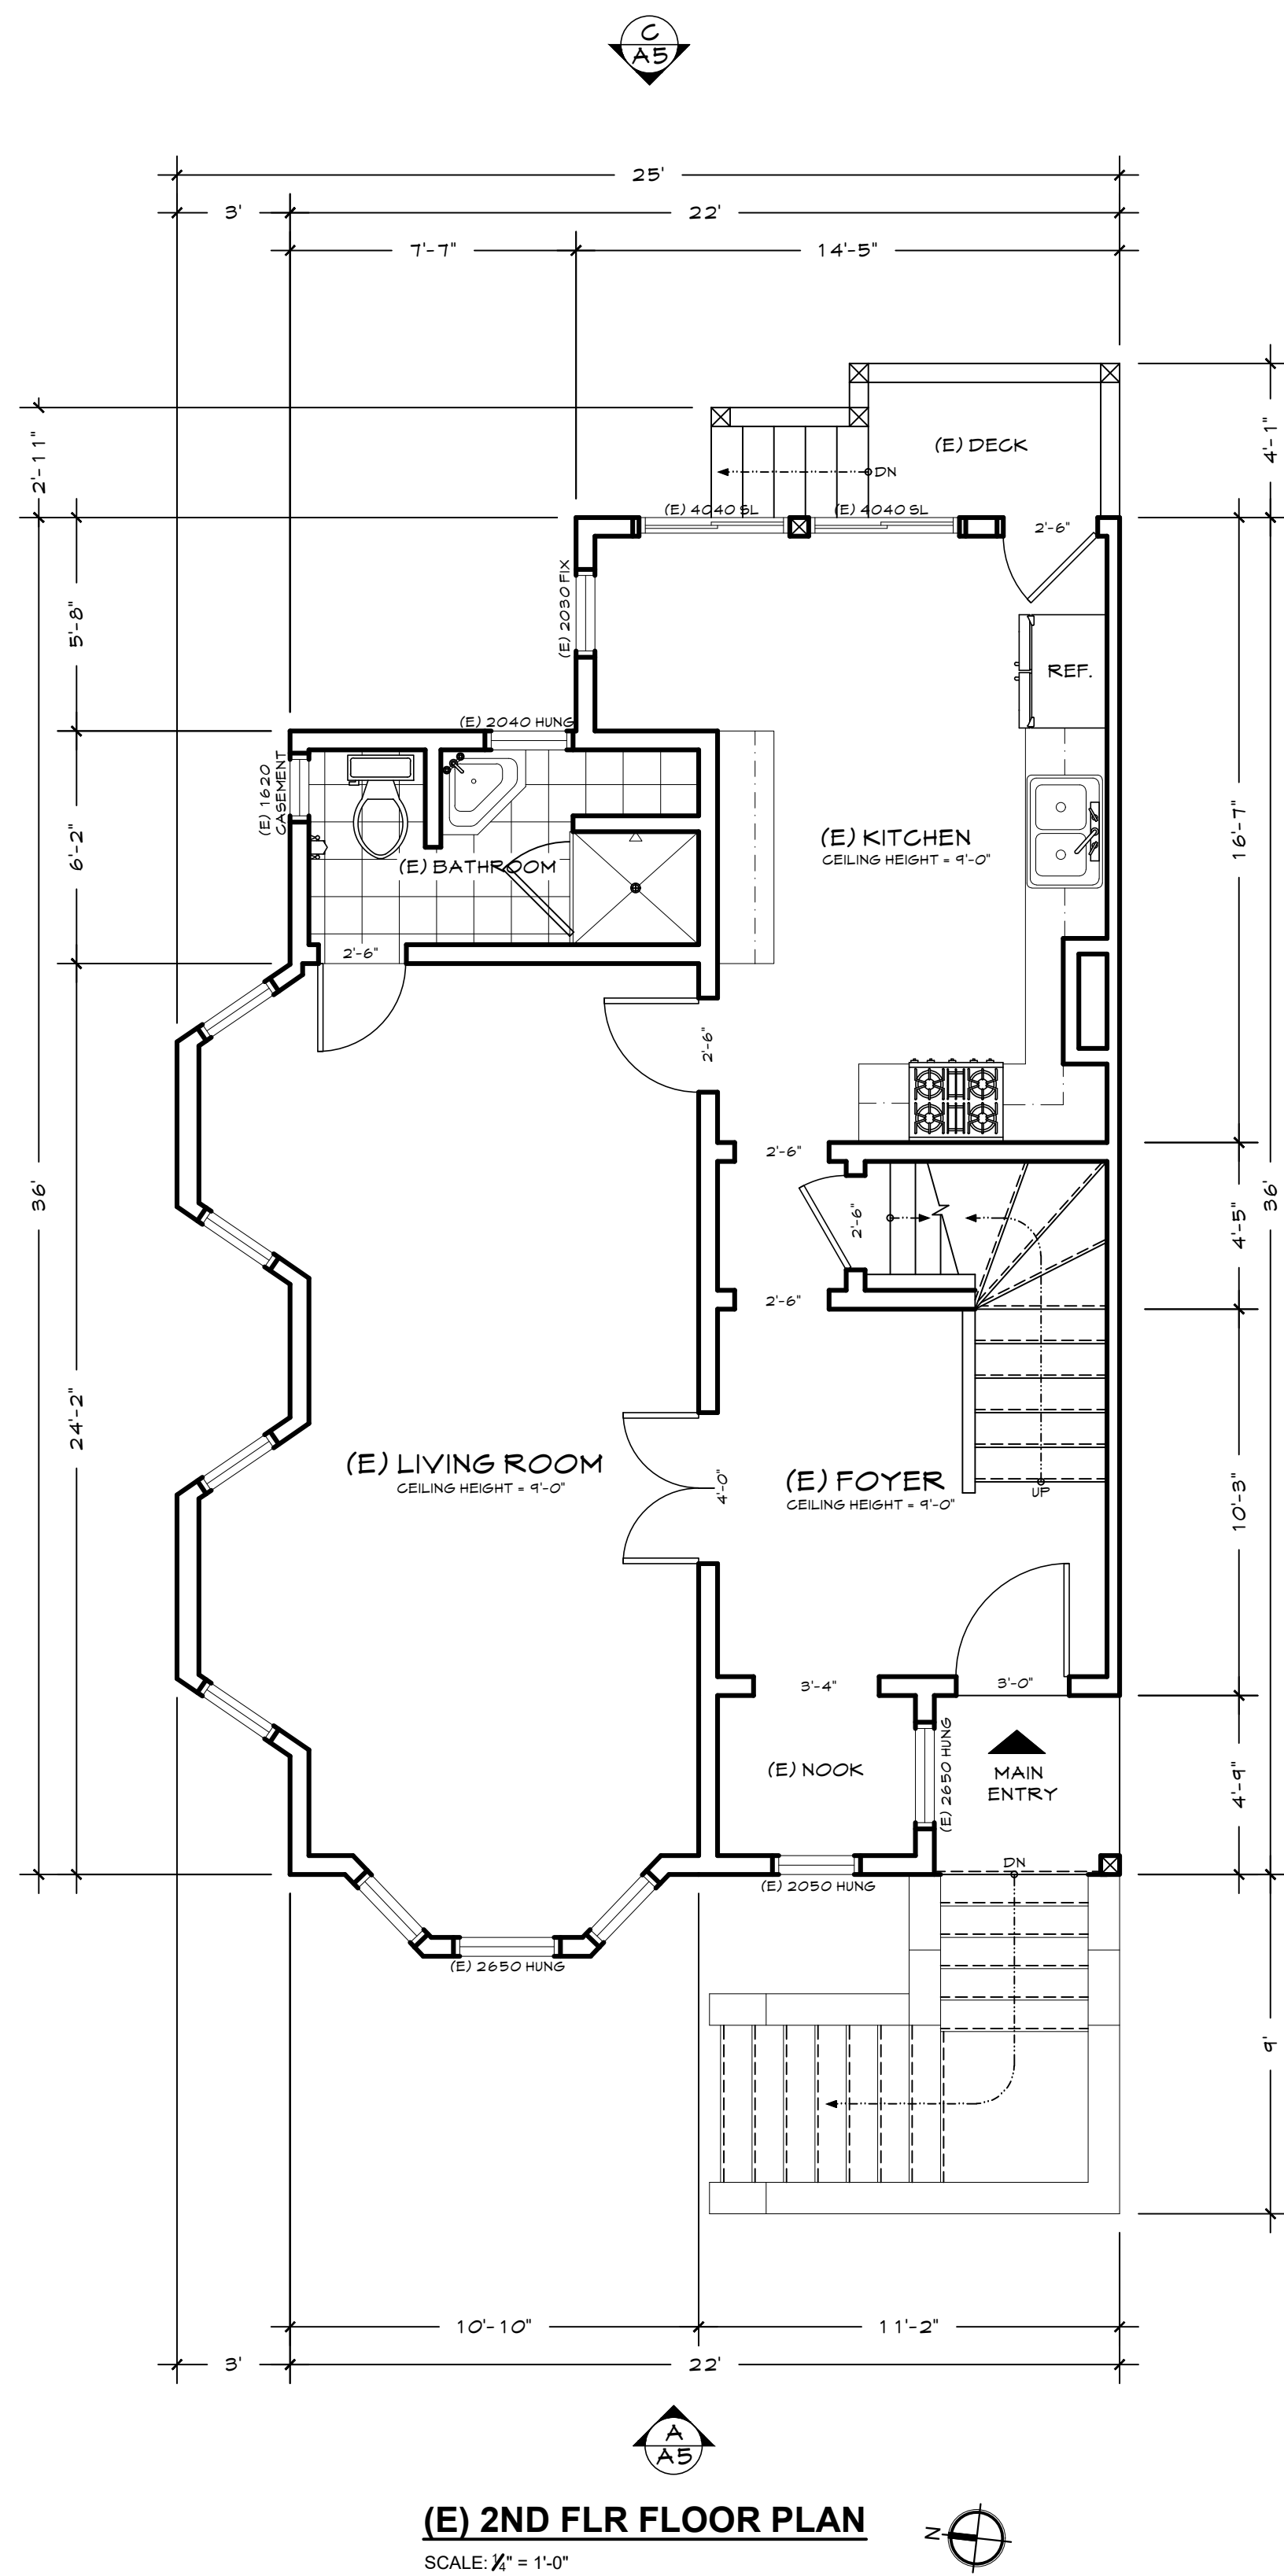 C
A5
25'
3'
22'
7'-7"
14'-5"
2'-11"
4'-1"
(E) DECK
DN
(E) 4040 SL
(E) 4040 SL
2'-6"
(E) 2030 FIX
5'-8"
REF.
(E) 2040 HUNG
(E) 1620
CASEMENT
6'-2"
(E) KITCHEN
CEILING HEIGHT = 9'-0"
16'-7"
(E) BATHROOM
2'-6"
2'-6"
2'-6"
2'-6"
2'-6"
36'
36'
4'-5"
24'-2"
(E) LIVING ROOM
CEILING HEIGHT = 9'-0"
4'-0"
(E) FOYER
CEILING HEIGHT = 9'-0"
UP
10'-3"
3'-4"
3'-0"
(E) NOOK
(E) 2650 HUNG
MAIN
ENTRY
4'-9"
DN
(E) 2050 HUNG
(E) 2650 HUNG
9'
10'-10"
11'-2"
3'
22'
A
A5
(E) 2ND FLR FLOOR PLAN
SCALE: 1/4" = 1'-0"
N